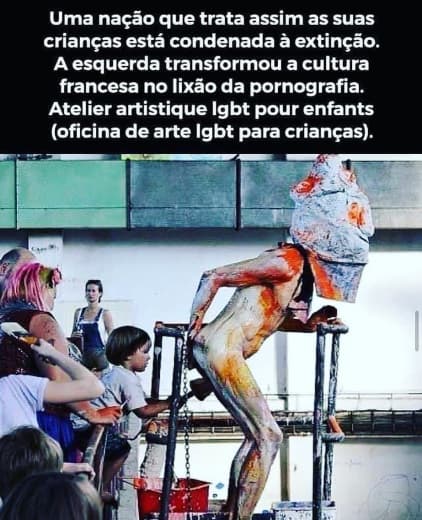 Uma nação que trata assim as suas
crianças está condenada à extinção.
A esquerda transformou a cultura
francesa no lixão da pornografia.
Atelier artistique lgbt pour enfants
(oficina de arte lgbt para crianças).